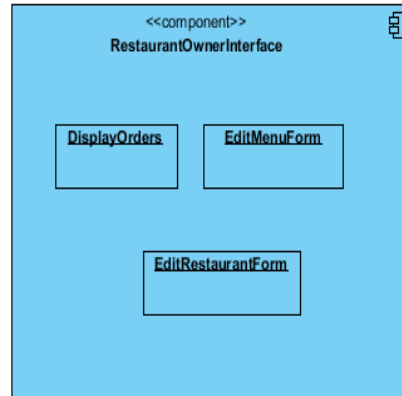 <<component>>
RestaurantOwnerInterface
DisplayOrders
EditMenuForm
EditRestaurantForm